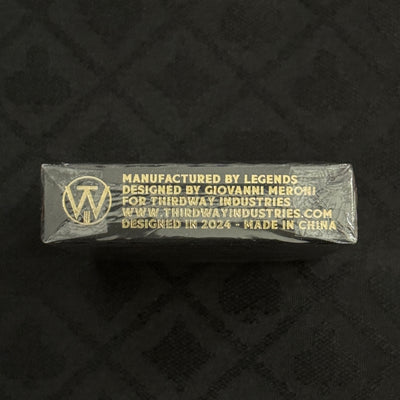 MANUFACTURED BY LEGENDS
DESIGNED BY GIOVANNI MERONI
FOR THIRDWAY INDUSTRIES
WWW.THIRDWAYINDUSTRIES.COM
DESIGNED IN 2024 - MADE IN CHINA